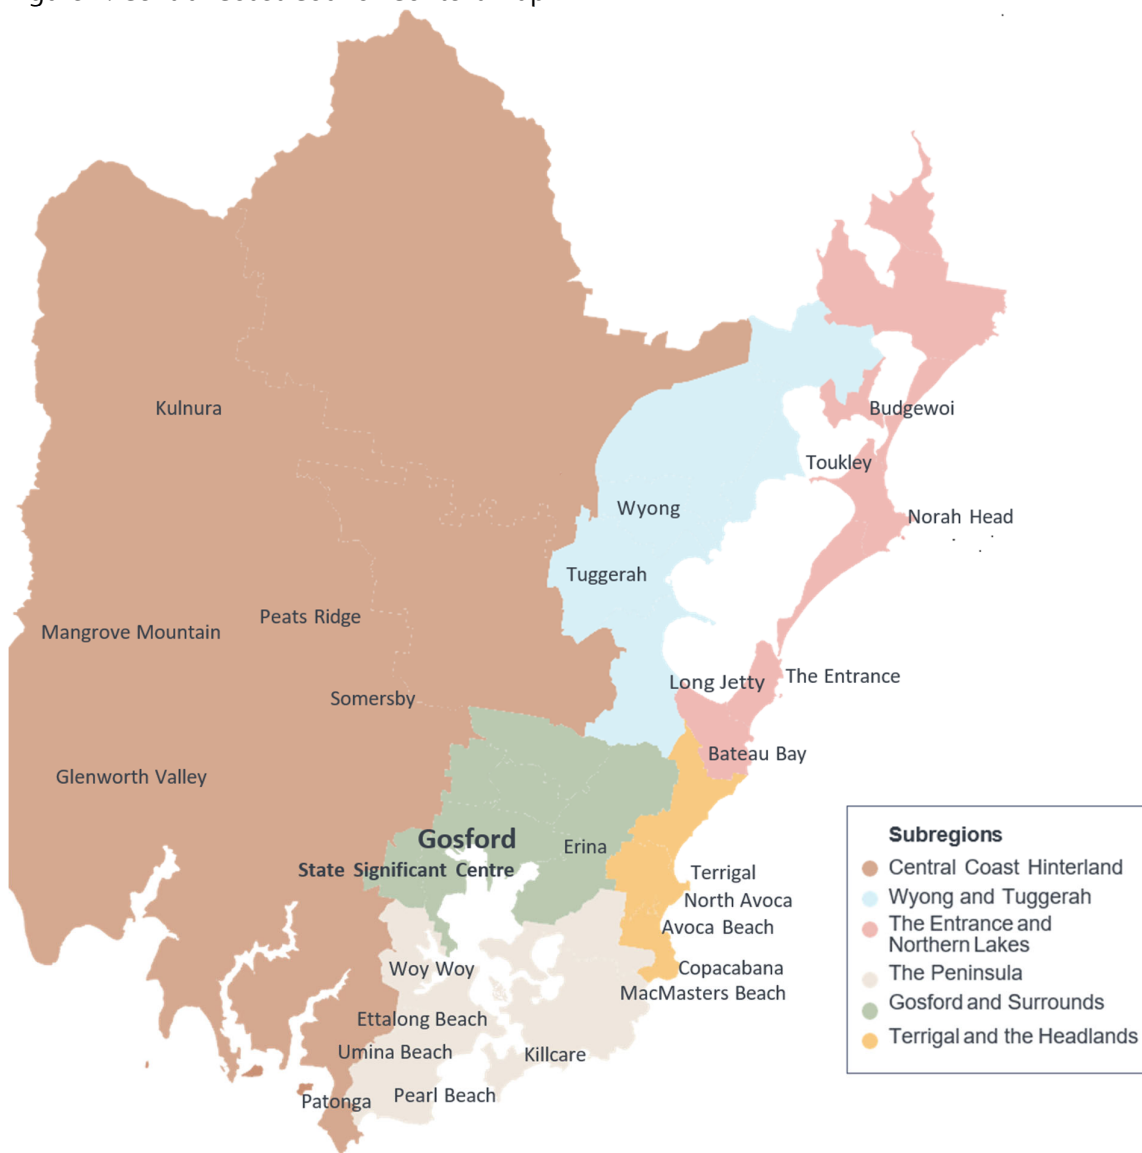 Kulnura
Budgewoi
Toukley
Wyong
Norah Head
Tuggerah
Peats Ridge
Mangrove Mountain
Long Jetty
The Entrance
Somersby
Bateau Bay
Glenworth Valley
Gosford
Erina
State Significant Centre
Terrigal
North Avoca
Avoca Beach
Woy Woy
Copacabana
MacMasters Beach
Ettalong Beach
Umina Beach
Killcare
Pearl Beach
Patonga
Subregions
Central Coast Hinterland
Wyong and Tuggerah
The Entrance and
Northern Lakes
The Peninsula
Gosford and Surrounds
Terrigal and the Headlands